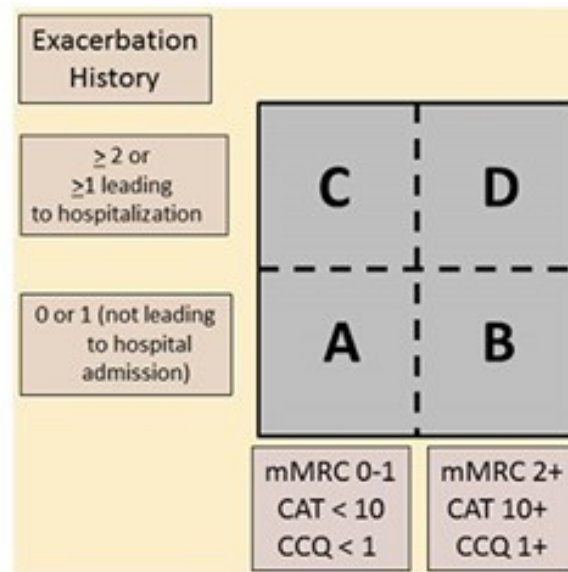 Exacerbation
History
≥ 2 or
≥1 leading
to hospitalization
C
D
0 or 1 (not leading
to hospital
admission)
A
B
mMRC 0-1
CAT < 10
CCQ < 1
mMRC 2+
CAT 10+
CCQ 1+